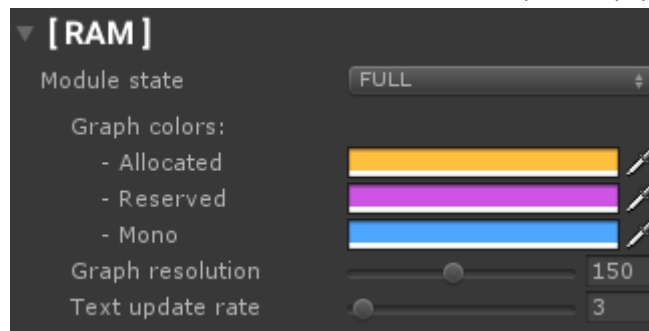 [ RAM ]
Module state FULL
Graph colors:
- Allocated
- Reserved
- Mono
Graph resolution 150
Text update rate 3